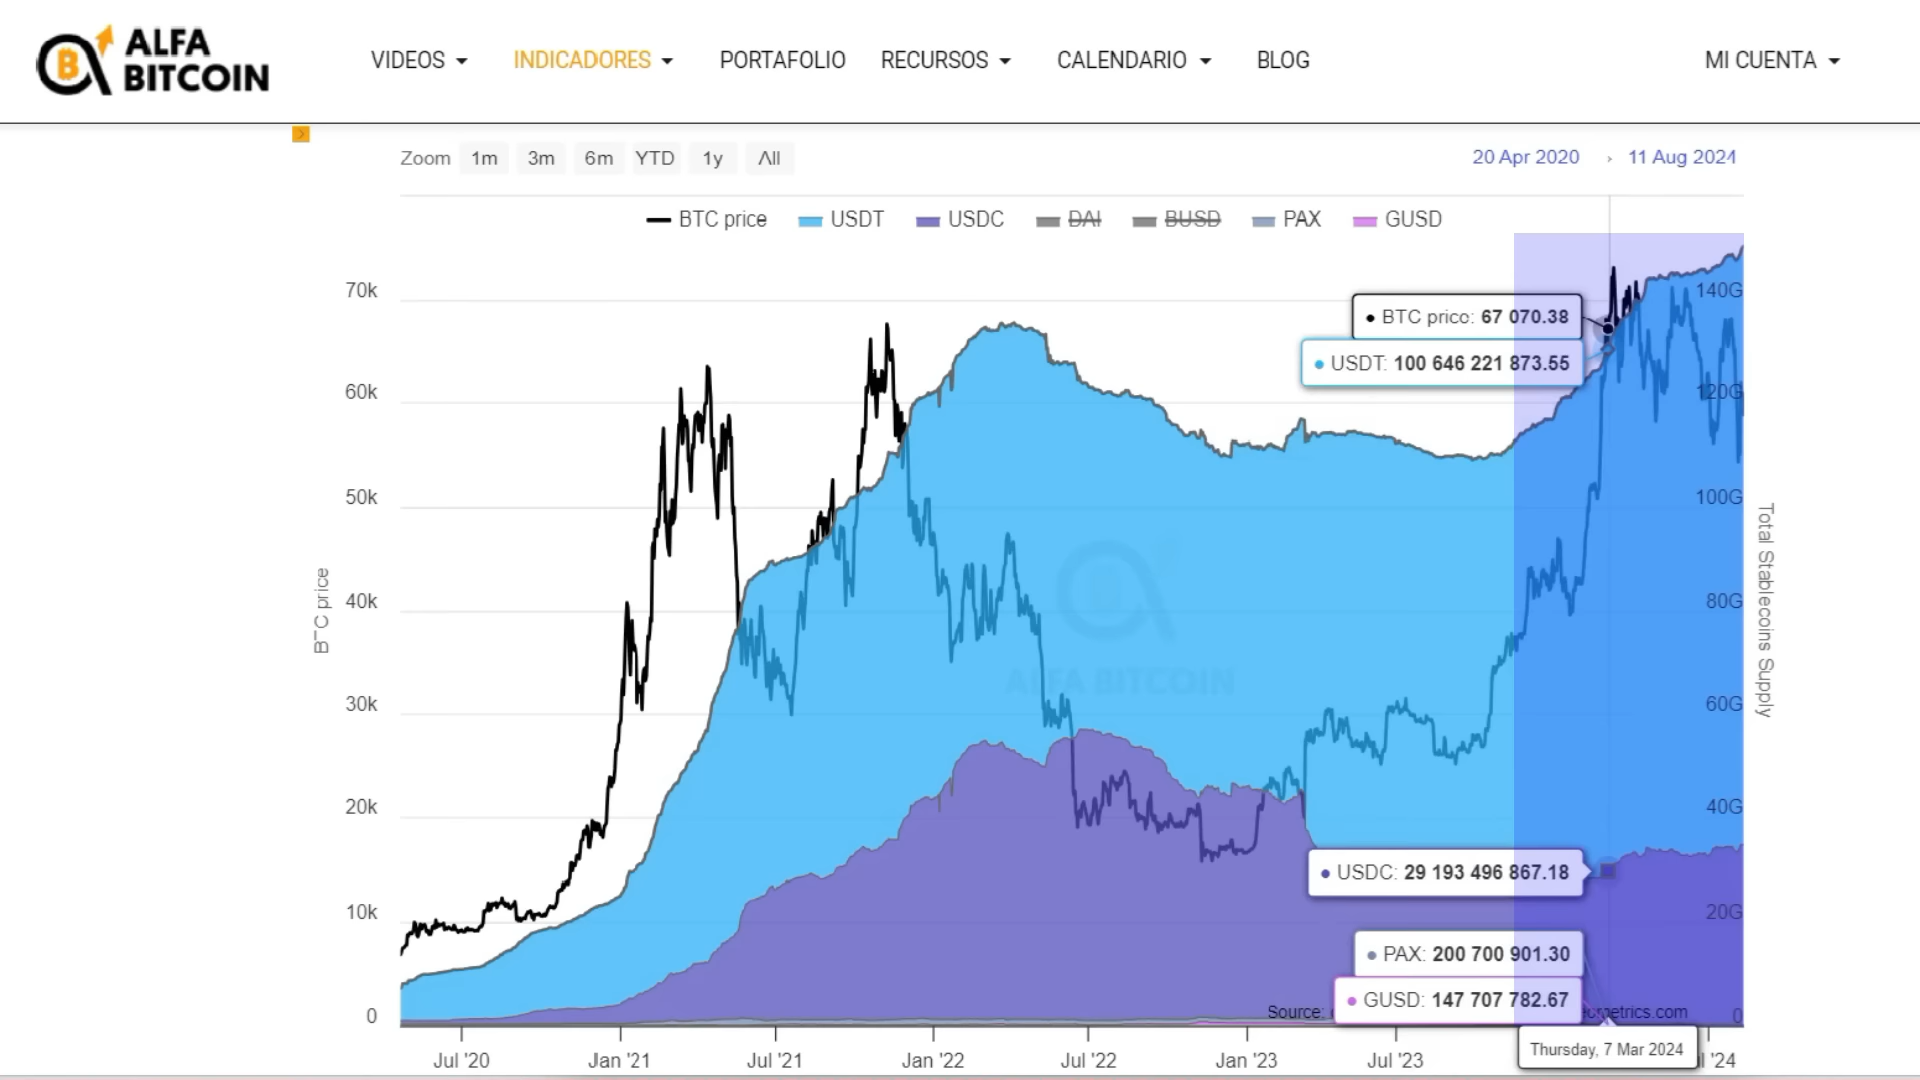 ALFA
BITCOIN
VIDEOS
INDICADORES
PORTAFOLIO
RECURSOS
CALENDARIO
BLOG
MI CUENTA
Zoom 1m 3m 6m YTD 1y All
20 Apr 2020 › 11 Aug 2024
BTC price USDT USDC DAI BUSD PAX GUSD
70k
60k
50k
40k
30k
20k
10k
0
BTC price
140G
120G
100G
80G
60G
40G
20G
0
Total Stablecoins Supply
BTC price: 67 070.38
USDT: 100 646 221 873.55
ALFA BITCOIN
USDC: 29 193 496 867.18
PAX: 200 700 901.30
GUSD: 147 707 782.67
Source:
metrics.com
Thursday, 7 Mar 2024
Jul '20
Jan '21
Jul '21
Jan '22
Jul '22
Jan '23
Jul '23
'24